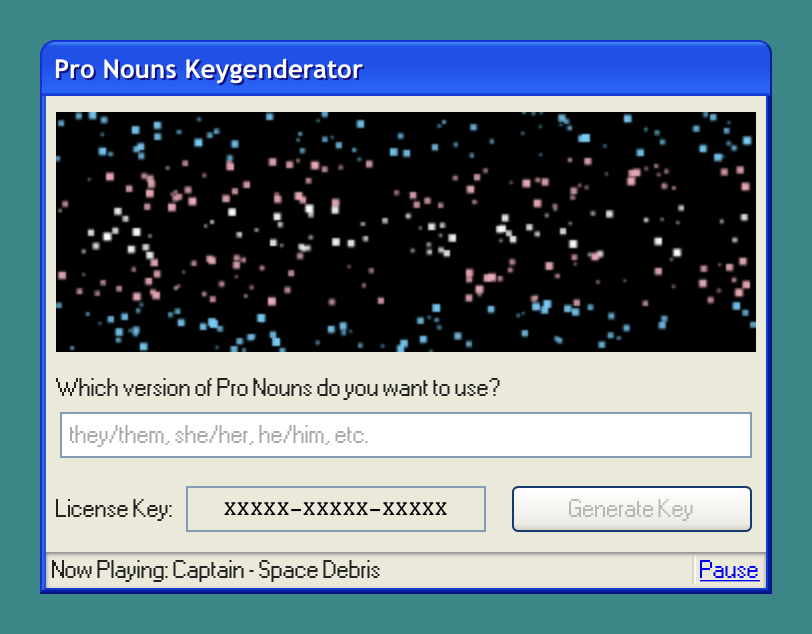 Pro Nouns Keygenderator
Which version of Pro Nouns do you want to use?
they/them, she/her, he/him, etc.
License Key: XXXXX-XXXXX-XXXXX Generate Key
Now Playing: Captain - Space Debris Pause